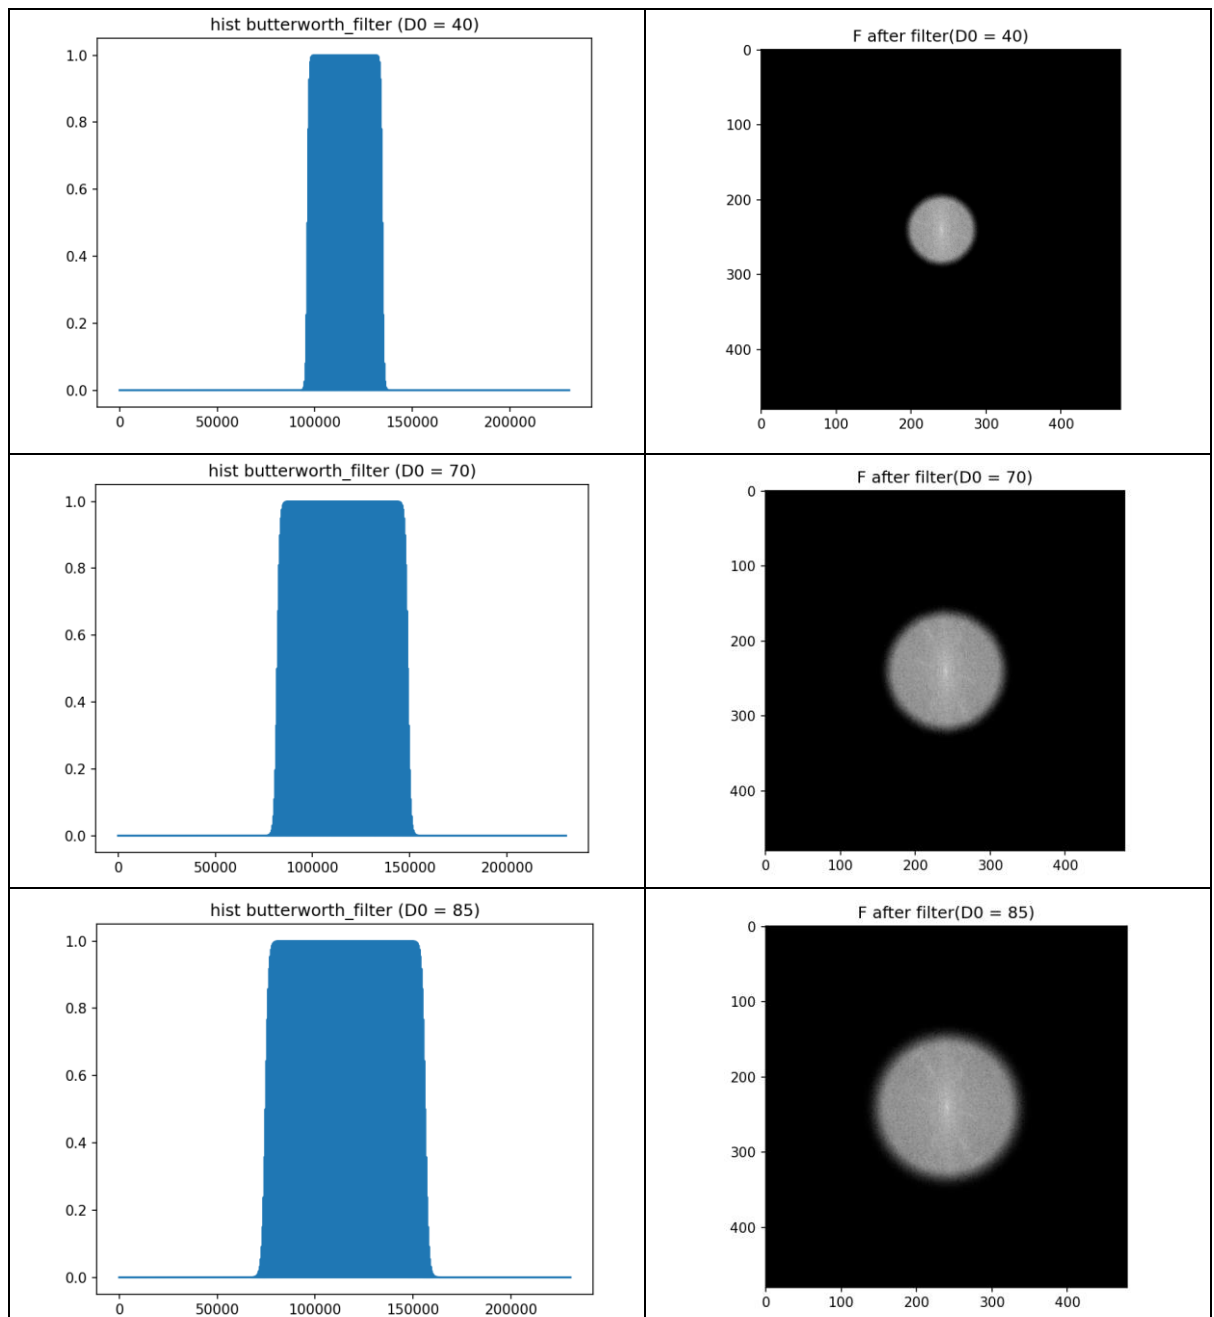 hist butterworth_filter (D0 = 40)
1.0
0.8
0.6
0.4
0.2
0.0
0 50000 100000 150000 200000
F after filter(D0 = 40)
0
100
200
300
400
0 100 200 300 400
hist butterworth_filter (D0 = 70)
1.0
0.8
0.6
0.4
0.2
0.0
0 50000 100000 150000 200000
F after filter(D0 = 70)
0
100
200
300
400
0 100 200 300 400
hist butterworth_filter (D0 = 85)
1.0
0.8
0.6
0.4
0.2
0.0
0 50000 100000 150000 200000
F after filter(D0 = 85)
0
100
200
300
400
0 100 200 300 400